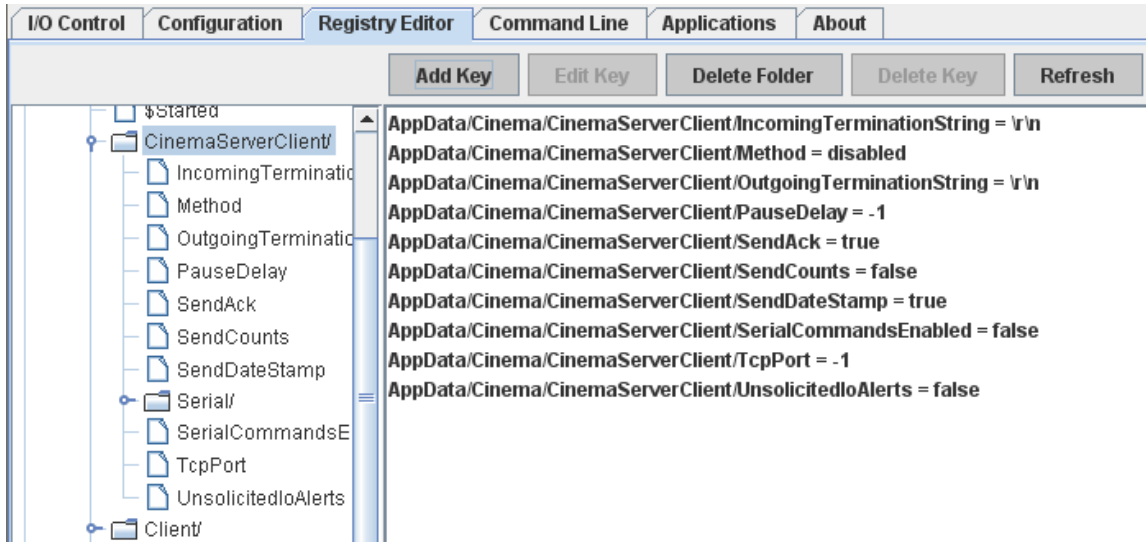 I/O Control Configuration Registry Editor Command Line Applications About
Add Key Edit Key Delete Folder Delete Key Refresh
$Started
CinemaServerClient/
IncomingTerminatio
Method
OutgoingTerminatio
PauseDelay
SendAck
SendCounts
SendDateStamp
Serial/
SerialCommandsE
TcpPort
UnsolicitedIoAlerts
Client/
AppData/Cinema/CinemaServerClient/IncomingTerminationString = \r\n
AppData/Cinema/CinemaServerClient/Method = disabled
AppData/Cinema/CinemaServerClient/OutgoingTerminationString = \r\n
AppData/Cinema/CinemaServerClient/PauseDelay = -1
AppData/Cinema/CinemaServerClient/SendAck = true
AppData/Cinema/CinemaServerClient/SendCounts = false
AppData/Cinema/CinemaServerClient/SendDateStamp = true
AppData/Cinema/CinemaServerClient/SerialCommandsEnabled = false
AppData/Cinema/CinemaServerClient/TcpPort = -1
AppData/Cinema/CinemaServerClient/UnsolicitedIoAlerts = false